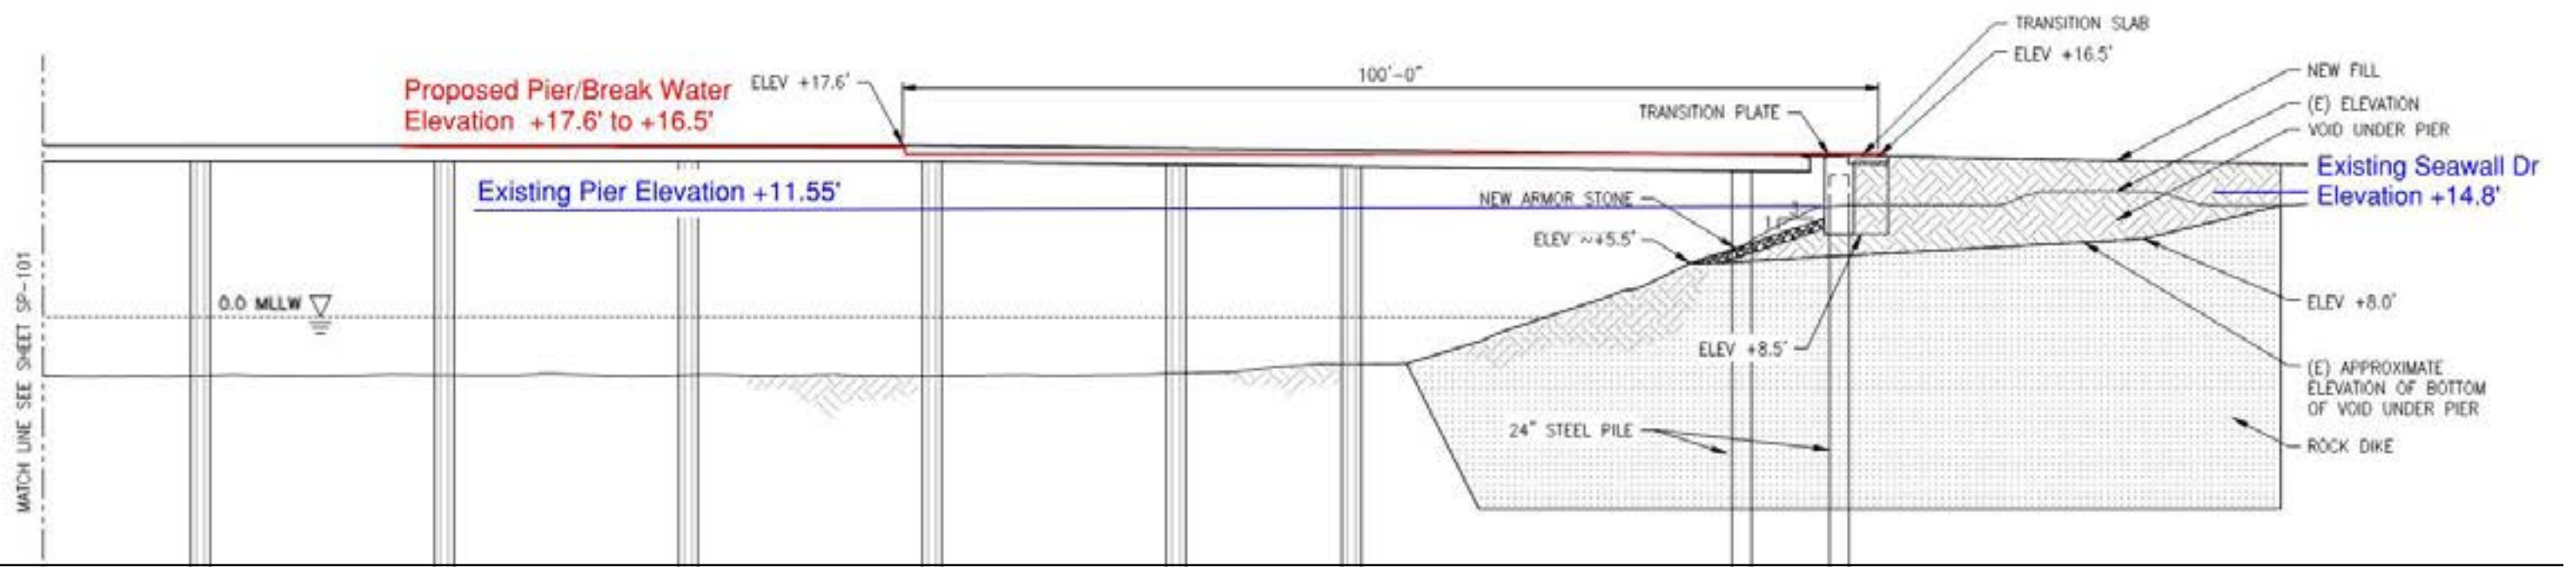 TRANSITION SLAB
ELEV +16.5'
Proposed Pier/Break Water
Elevation +17.6' to +16.5'
ELEV +17.6'
100'-0"
TRANSITION PLATE
NEW FILL
(E) ELEVATION
VOID UNDER PIER
Existing Seawall Dr
Elevation +14.8'
Existing Pier Elevation +11.55'
NEW ARMOR STONE
1
3
ELEV ~+5.5'
0.0 MLLW
ELEV +8.0'
ELEV +8.5'
(E) APPROXIMATE
ELEVATION OF BOTTOM
OF VOID UNDER PIER
24" STEEL PILE
ROCK DIKE
MATCH LINE SEE SHEET SP-101